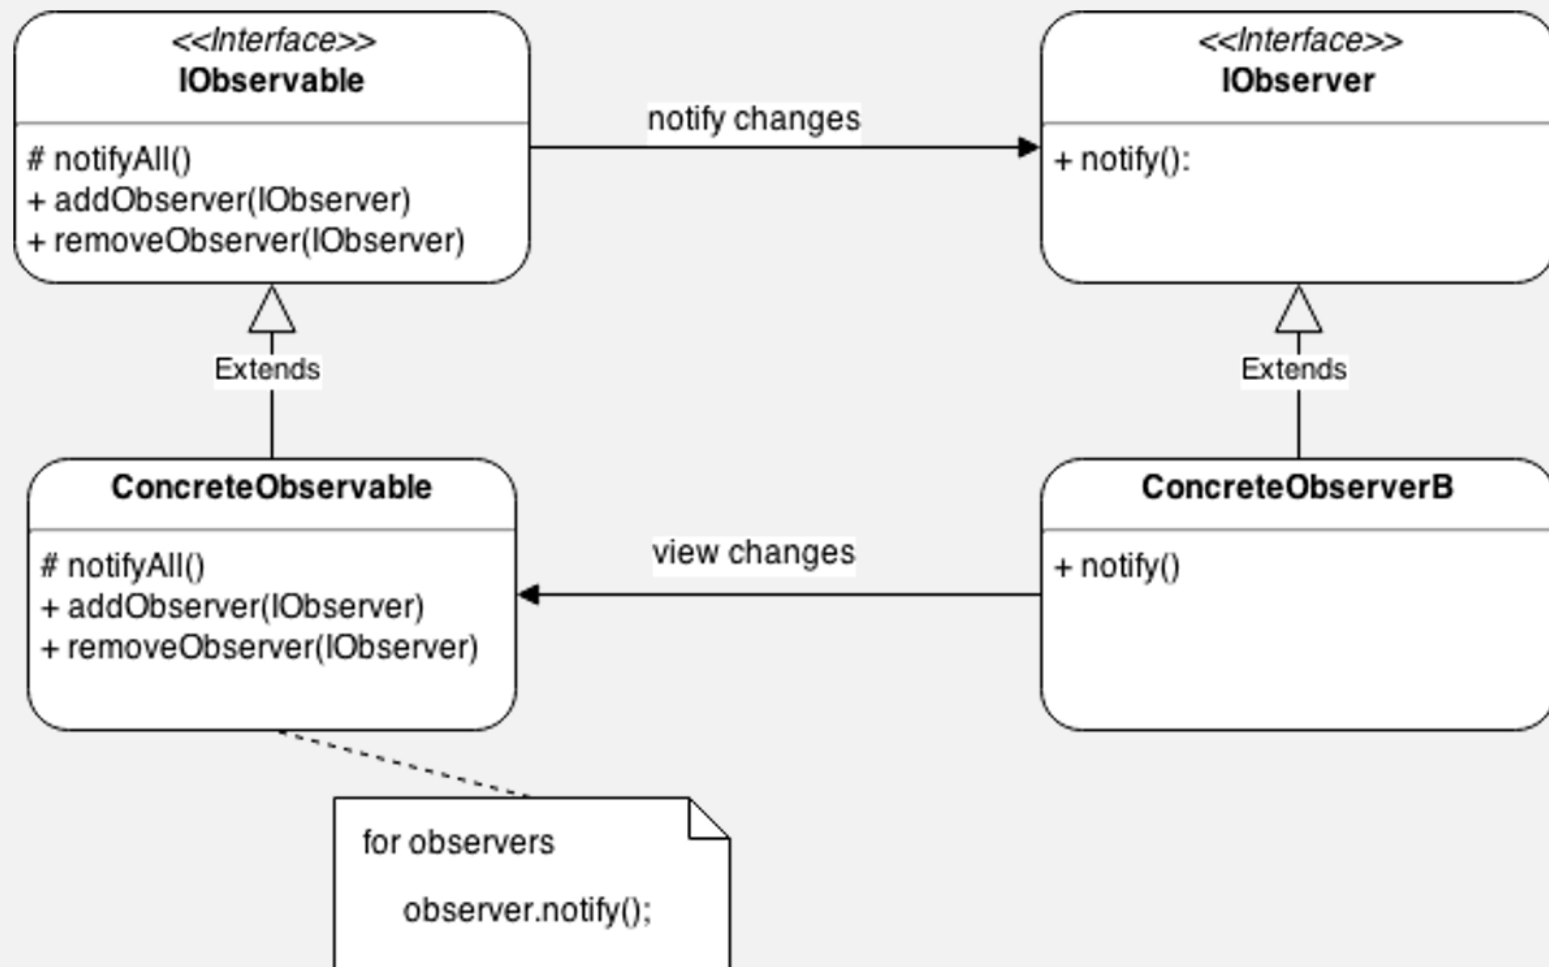 <<Interface>>
IObservable
# notifyAll()
+ addObserver(IObserver)
+ removeObserver(IObserver)
notify changes
<<Interface>>
IObserver
+ notify():
Extends
Extends
ConcreteObservable
# notifyAll()
+ addObserver(IObserver)
+ removeObserver(IObserver)
view changes
ConcreteObserverB
+ notify()
for observers
observer.notify();